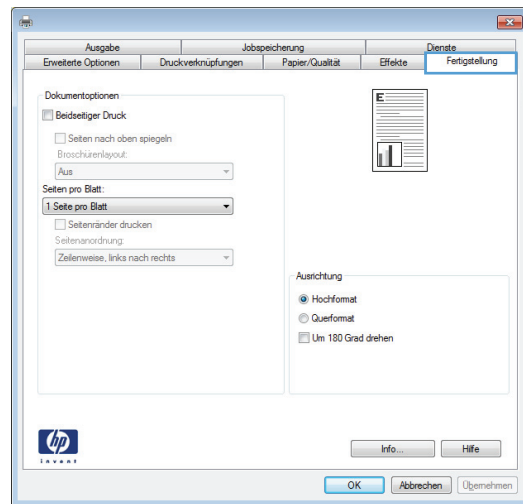 Ausgabe Jobspeicherung Dienste
Erweiterte Optionen Druckverknüpfungen Papier/Qualität Effekte Fertigstellung
Dokumentoptionen
Beidseitiger Druck
Seiten nach oben spiegeln
Broschürenlayout:
Aus
Seiten pro Blatt:
1 Seite pro Blatt
Seitenränder drucken
Seitenanordnung:
Zeilenweise, links nach rechts
E
Ausrichtung
Hochformat
Querformat
Um 180 Grad drehen
hp
invent
Info... Hilfe
OK Abbrechen Übernehmen